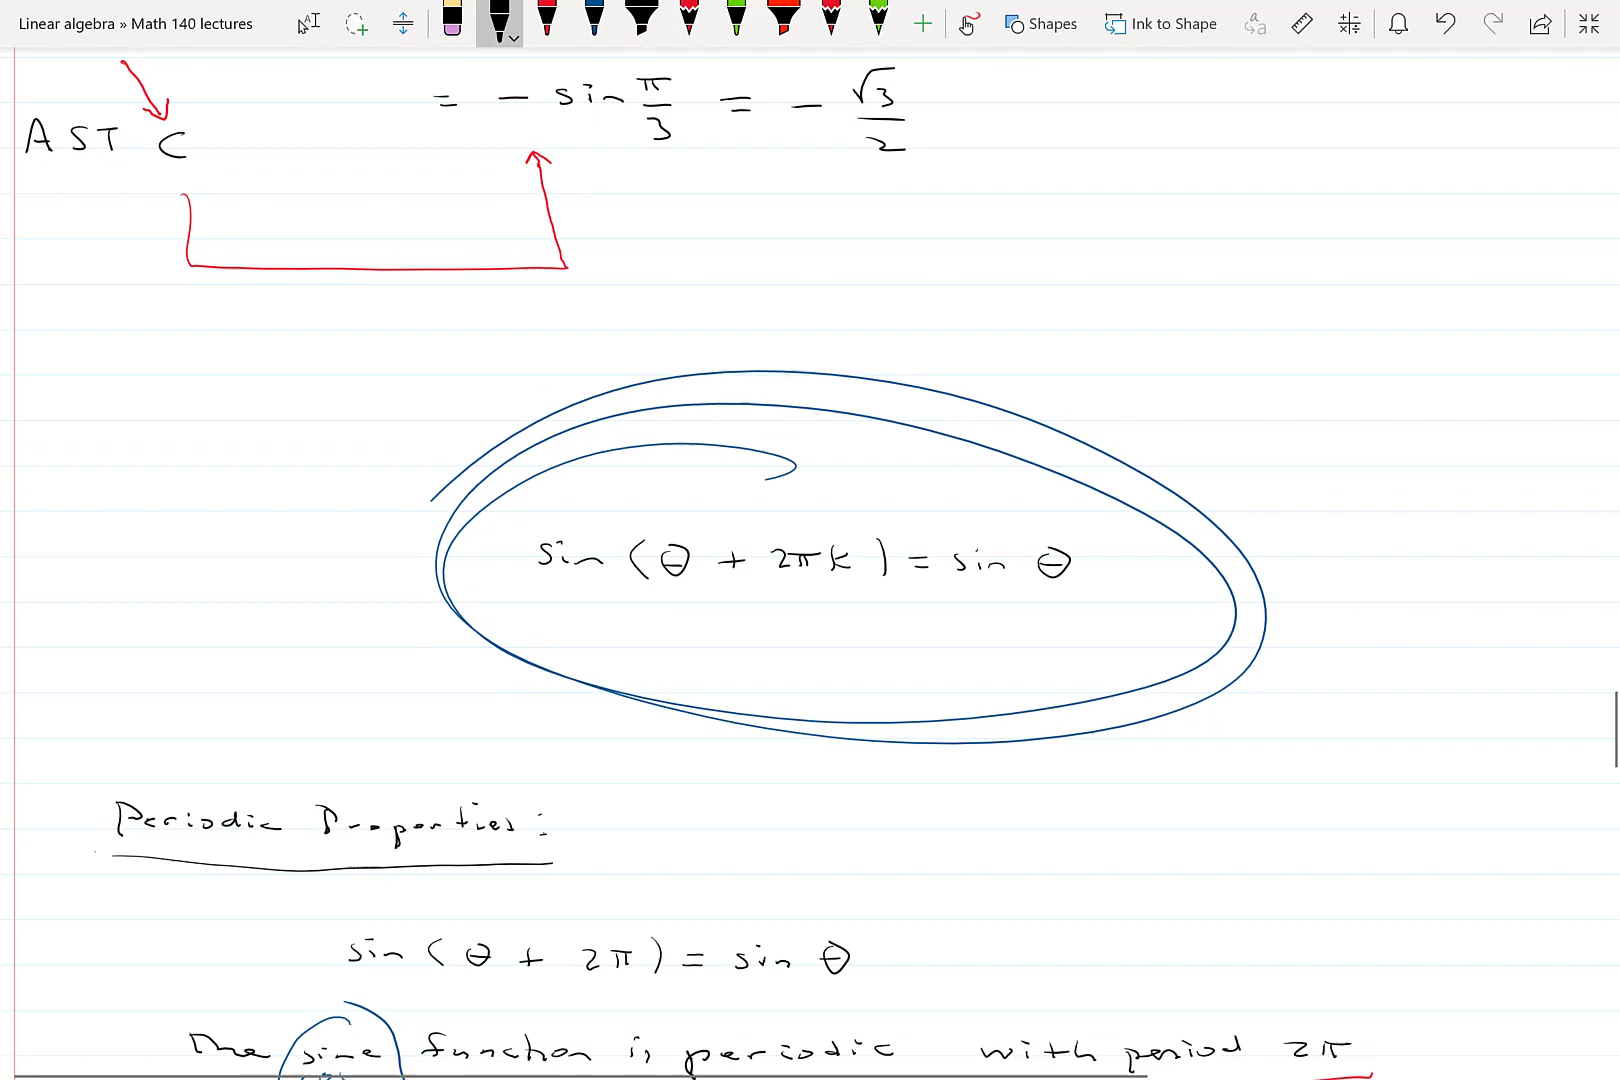 Linear algebra » Math 140 lectures
Shapes
Ink to Shape
= - sin π/3 = - √3/2
A S T C
sin (θ + 2πk) = sin θ
Periodic Properties:
sin (θ + 2π) = sin θ
The sine function is periodic with period 2π